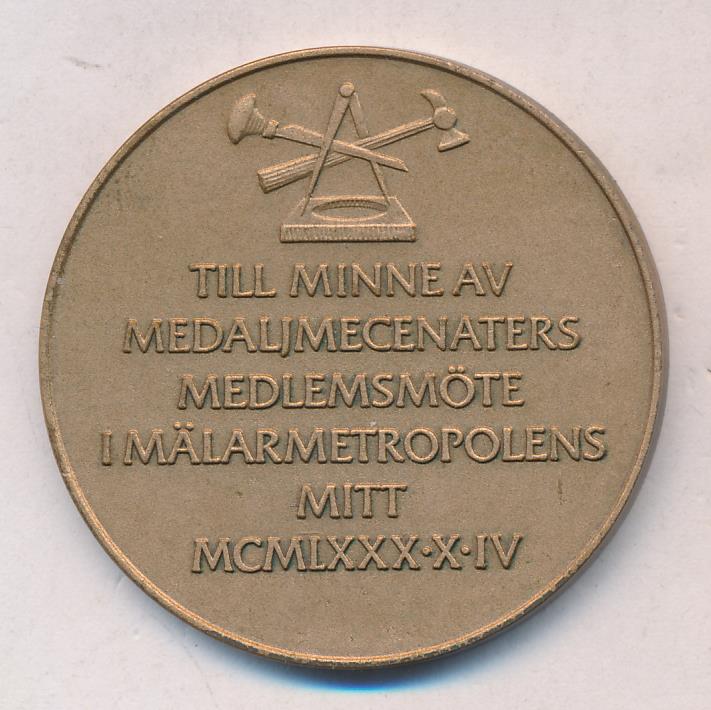 TILL MINNE AV
MEDALJMECENATERS
MEDLEMSMÖTE
I MÄLARMETROPOLENS
MITT
MCMLXXX·X·IV